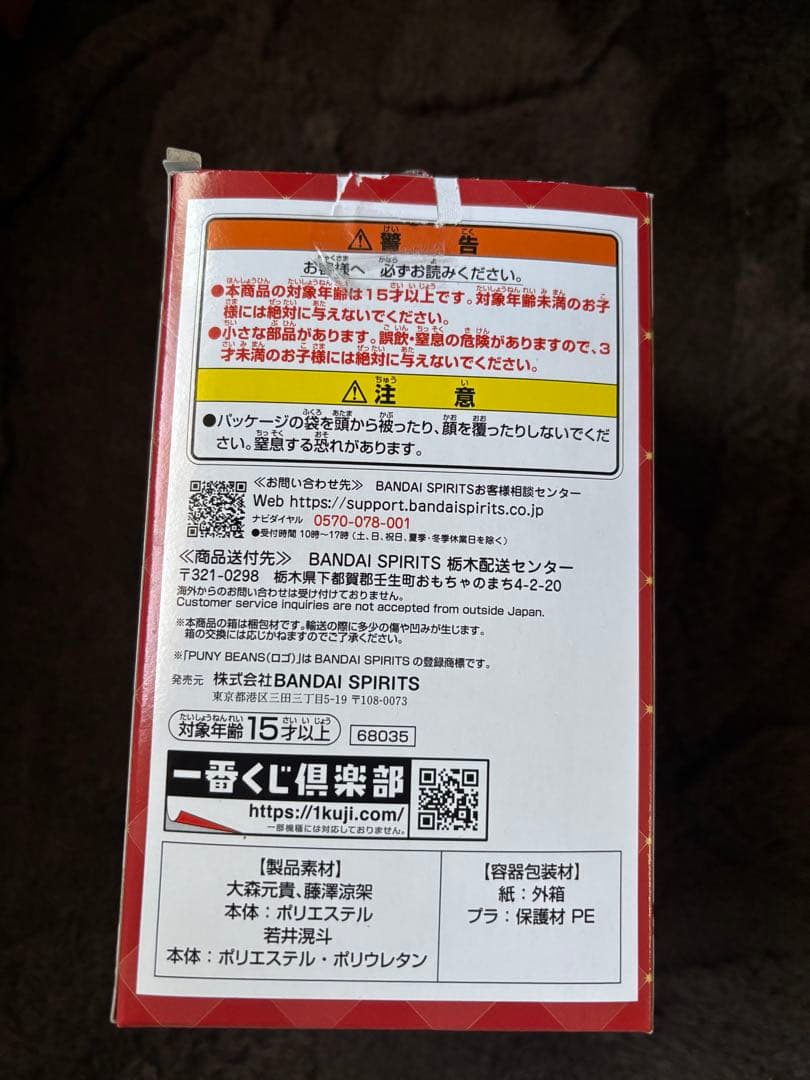 ⚠警告
お客様へ 必ずお読みください。
●本商品の対象年齢は15才以上です。対象年齢未満のお子
様には絶対に与えないでください。
●小さな部品があります。誤飲・窒息の危険がありますので、3
才未満のお子様には絶対に与えないでください。
⚠注意
●パッケージの袋を頭から被ったり、顔を覆ったりしないでくだ
さい。窒息する恐れがあります。
≪お問い合わせ先≫ BANDAI SPIRITSお客様相談センター
Web https://support.bandaispirits.co.jp
ナビダイヤル 0570-078-001
●受付時間 10時〜17時 (土、日、祝日、夏季・冬季休業日を除く)
≪商品送付先≫ BANDAI SPIRITS 栃木配送センター
〒321-0298 栃木県下都賀郡壬生町おもちゃのまち4-2-20
海外からのお問い合わせは受け付けておりません。
Customer service inquiries are not accepted from outside Japan.
※本商品の箱は梱包材です。輸送の際に多少の傷や凹みが生じます。
箱の交換には応じかねますのでご了承ください。
※「PUNY BEANS(ロゴ)」は BANDAI SPIRITS の登録商標です。
発売元 株式会社BANDAI SPIRITS
東京都港区三田三丁目5-19 〒108-0073
対象年齢15才以上 68035
一番くじ倶楽部
https://1kuji.com/
一部機種には対応しておりません。
【製品素材】
大森元貴、藤澤涼架
本体：ポリエステル
若井滉斗
本体：ポリエステル・ポリウレタン
【容器包装材】
紙：外箱
プラ：保護材 PE